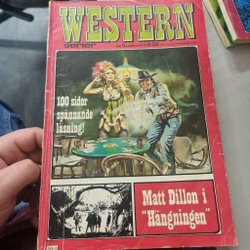 WESTERN
serier
100 sidor
spännande
läsning!
Matt Dillon i
"Hängningen"